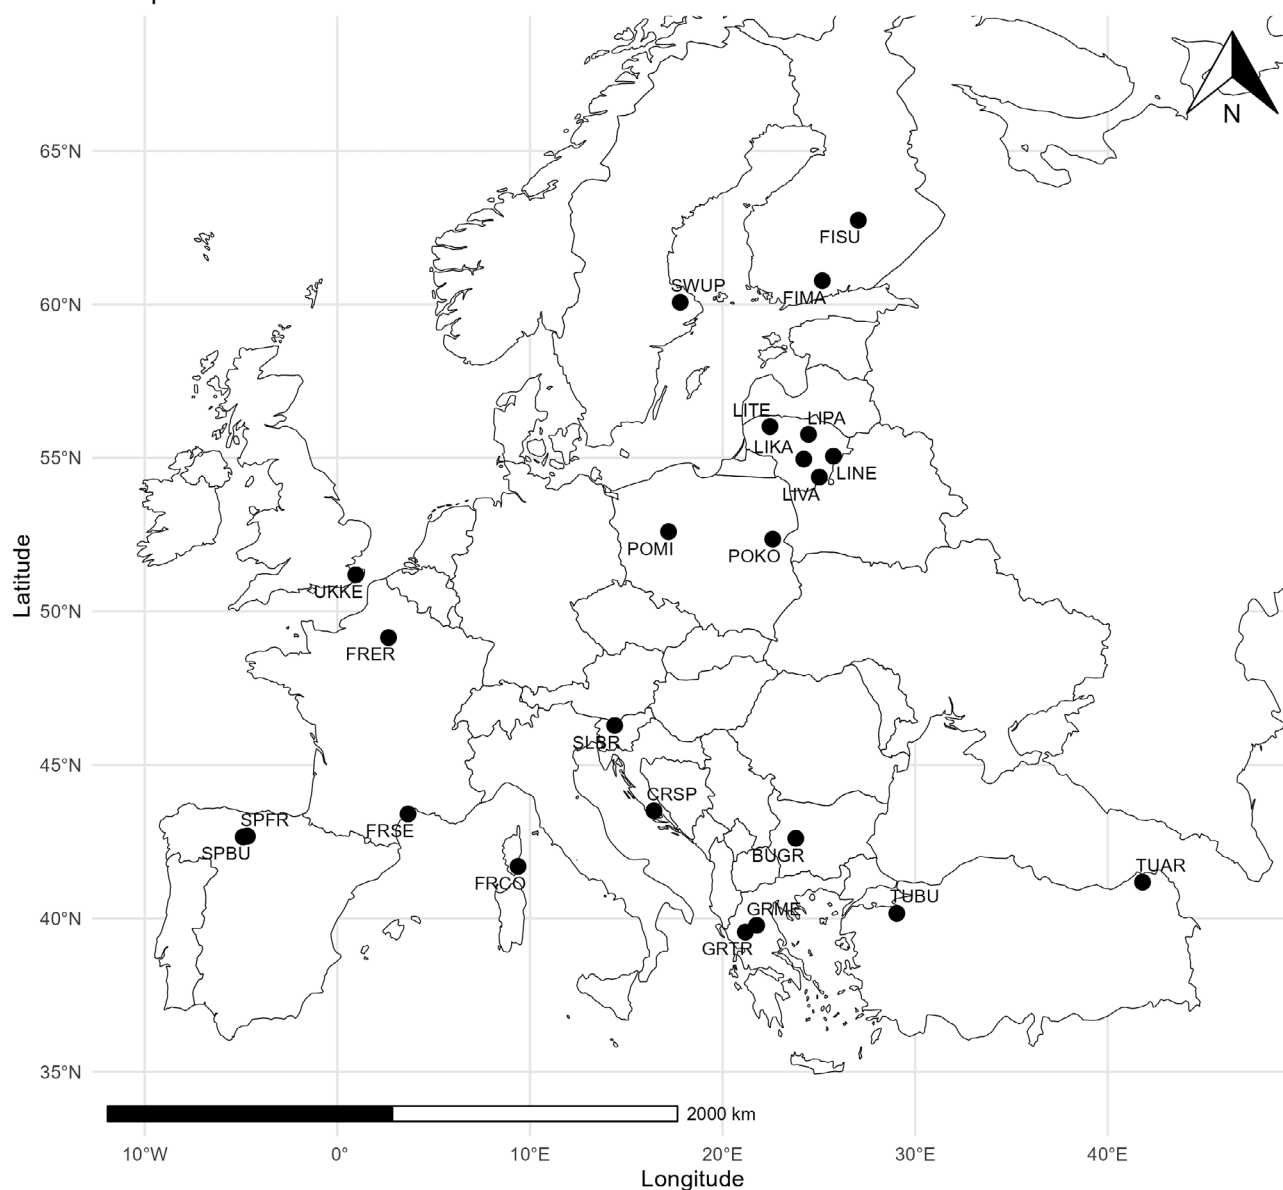 N
65°N
FISU
SWUP
FIMA
60°N
LITE
LIPA
LIKA
55°N
LINE
LIVA
POMI
POKO
UKKE
50°N
FRER
SLBR
45°N
CRSP
SPFR
FRSE
SPBU
BUGR
TUAR
FRCO
TUBU
GRME
40°N
GRTR
35°N
2000 km
10°W
0°
10°E
20°E
30°E
40°E
Longitude
Latitude